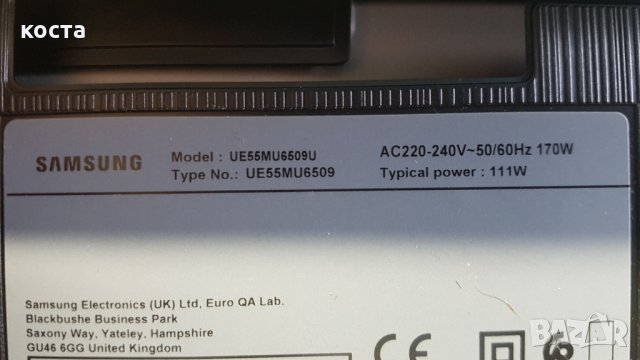 коста
SAMSUNG
Model : UE55MU6509U
Type No.: UE55MU6509
AC220-240V~50/60Hz 170W
Typical power : 111W
Samsung Electronics (UK) Ltd, Euro QA Lab.
Blackbushe Business Park
Saxony Way, Yateley, Hampshire
GU46 6GG United Kingdom
CE
BAZAR